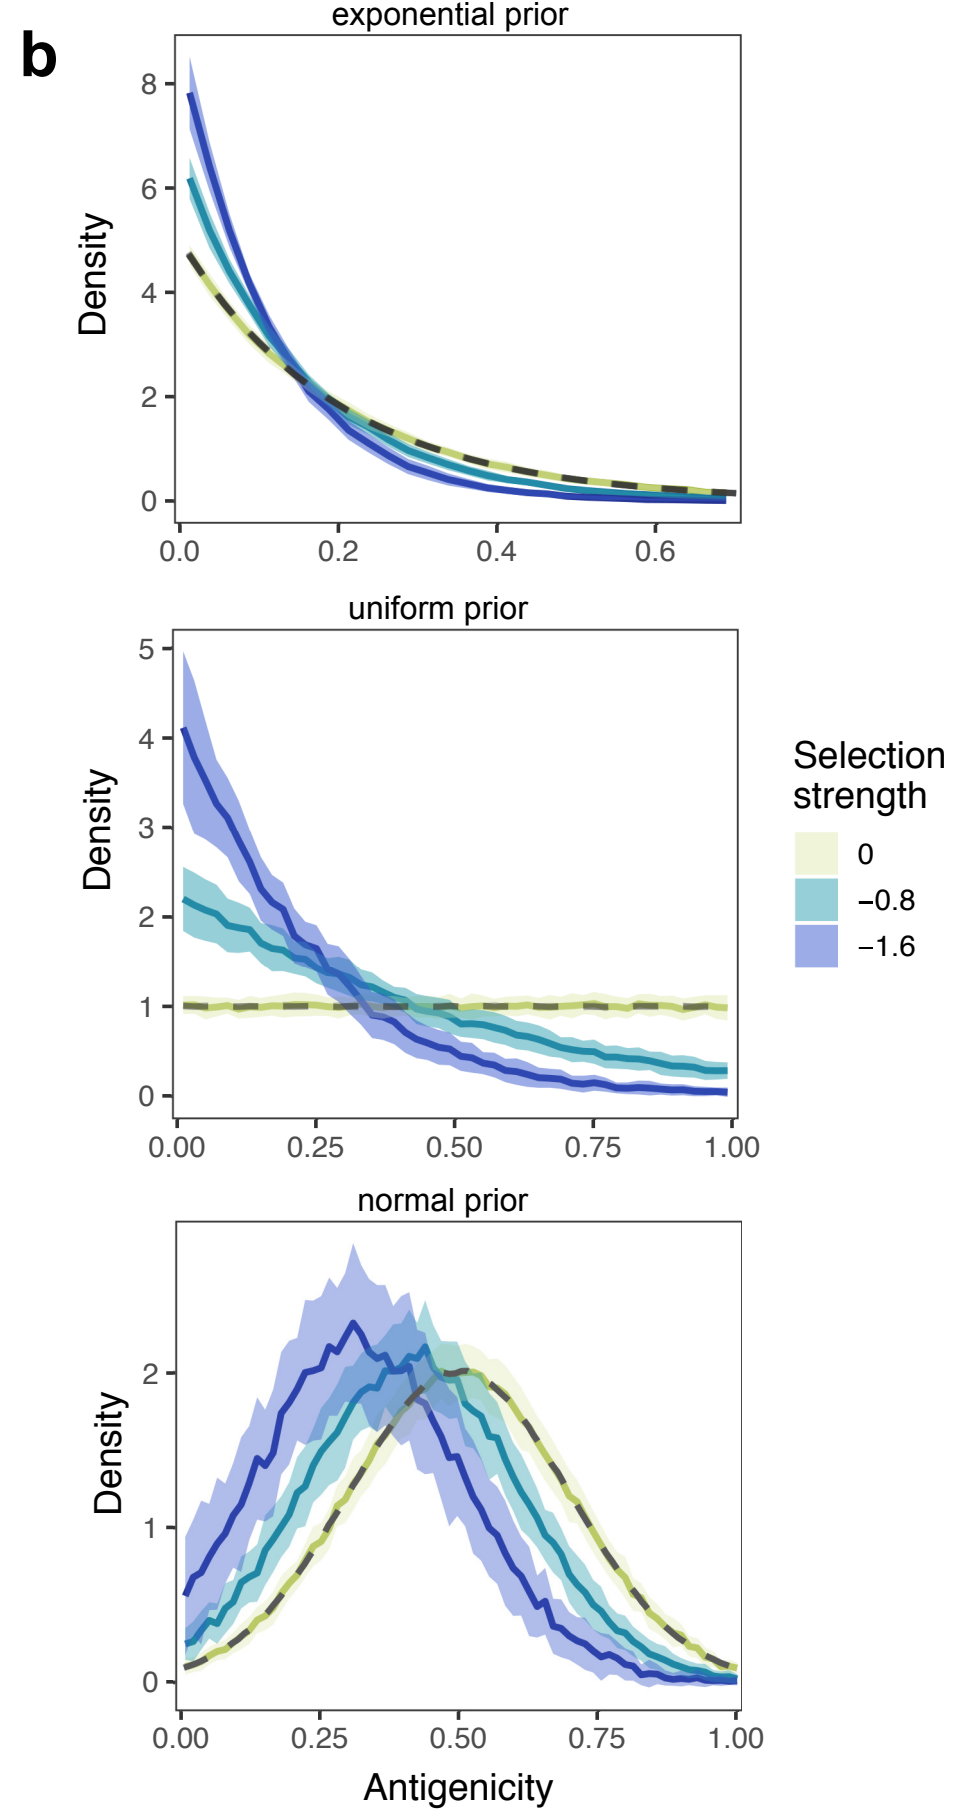 b
exponential prior
Density
8
6
4
2
0
0.0 0.2 0.4 0.6
uniform prior
Density
5
4
3
2
1
0
0.00 0.25 0.50 0.75 1.00
Selection
strength
0
−0.8
−1.6
normal prior
Density
2
1
0
0.00 0.25 0.50 0.75 1.00
Antigenicity